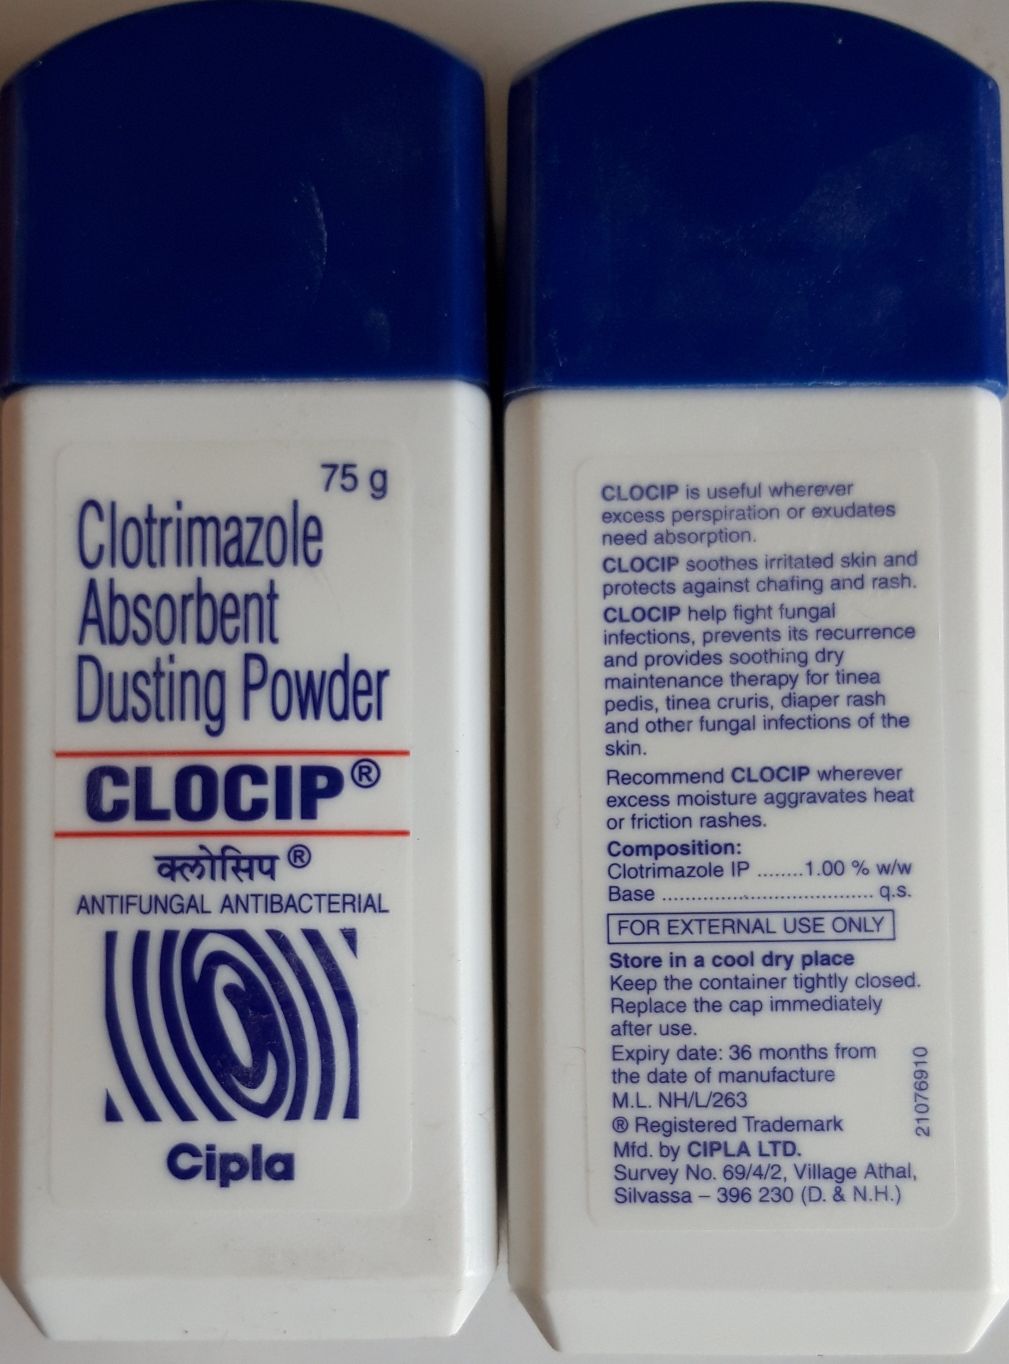 75 g
Clotrimazole
Absorbent
Dusting Powder
CLOCIP®
क्लोसिप ®
ANTIFUNGAL ANTIBACTERIAL
Cipla
CLOCIP is useful wherever
excess perspiration or exudates
need absorption.
CLOCIP soothes irritated skin and
protects against chafing and rash.
CLOCIP help fight fungal
infections, prevents its recurrence
and provides soothing dry
maintenance therapy for tinea
pedis, tinea cruris, diaper rash
and other fungal infections of the
skin.
Recommend CLOCIP wherever
excess moisture aggravates heat
or friction rashes.
Composition:
Clotrimazole IP ........1.00 % w/w
Base .................................... q.s.
FOR EXTERNAL USE ONLY
Store in a cool dry place
Keep the container tightly closed.
Replace the cap immediately
after use.
Expiry date: 36 months from
the date of manufacture
M.L. NH/L/263
® Registered Trademark
Mfd. by CIPLA LTD.
Survey No. 69/4/2, Village Athal,
Silvassa – 396 230 (D. & N.H.)
21076910